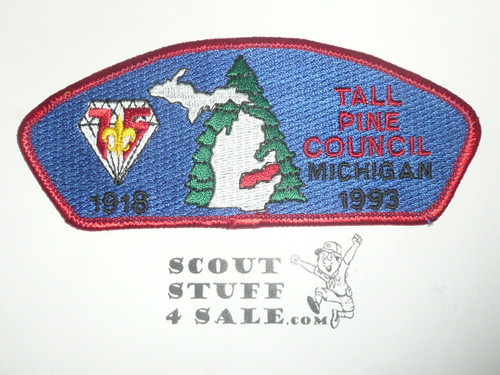 75
1918
TALL
PINE
COUNCIL
MICHIGAN
1993
SCOUT
STUFF
4 SALE.COM